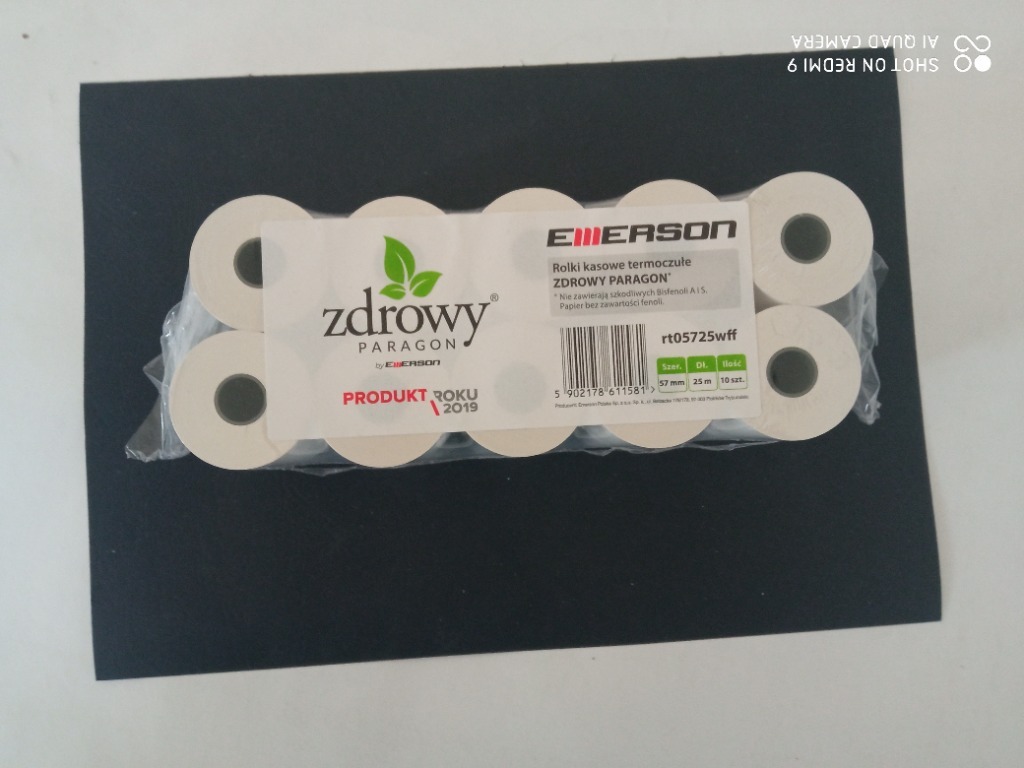 zdrowy®
PARAGON
by EMERSON
PRODUKT ROKU
2019
EMERSON
Rolki kasowe termoczułe
ZDROWY PARAGON*
* Nie zawierają szkodliwych Bisfenoli A i S.
Papier bez zawartości fenoli.
rt05725wff
Szer. Dł. Ilość
57 mm 25 m 10 szt.
5 902178 611581 >
SHOT ON REDMI 9
AI QUAD CAMERA